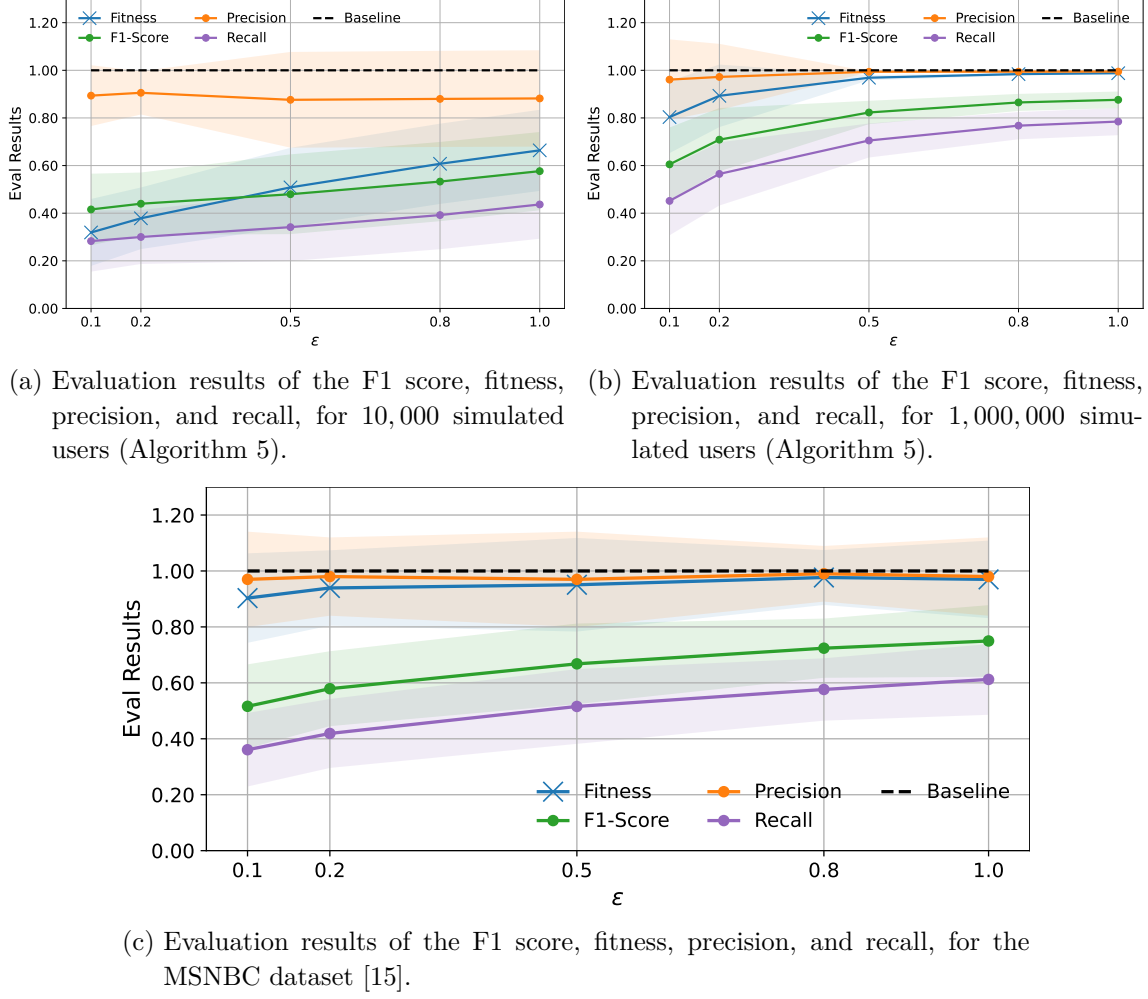 1.20
1.00
0.80
0.60
0.40
0.20
0.00
Eval Results
Fitness Precision Baseline
F1-Score Recall
0.1 0.2 0.5 0.8 1.0
ε
(a) Evaluation results of the F1 score, fitness,
precision, and recall, for 10,000 simulated
users (Algorithm 5).
1.20
1.00
0.80
0.60
0.40
0.20
0.00
Eval Results
Fitness Precision Baseline
F1-Score Recall
0.1 0.2 0.5 0.8 1.0
ε
(b) Evaluation results of the F1 score, fitness,
precision, and recall, for 1,000,000 simu-
lated users (Algorithm 5).
1.20
1.00
0.80
0.60
0.40
0.20
0.00
Eval Results
Fitness Precision Baseline
F1-Score Recall
0.1 0.2 0.5 0.8 1.0
ε
(c) Evaluation results of the F1 score, fitness, precision, and recall, for the
MSNBC dataset [15].